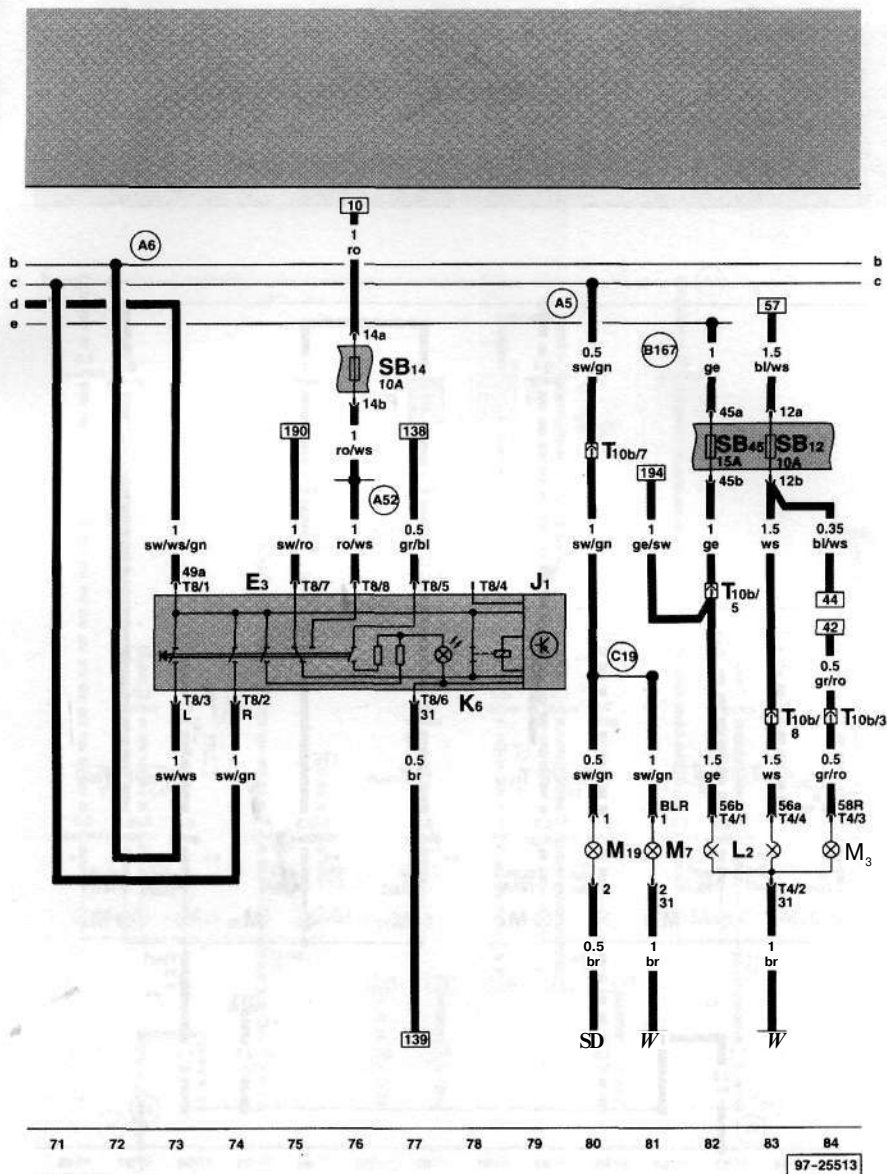 10
1
ro
A6
b b
c c
d
e
A5
57
B167
14a
SB14
10A
14b
0.5
sw/gn
1
ge
1.5
bl/ws
45a
12a
190
138
1
ro/ws
T10b/7
SB45
15A
SB12
10A
194
45b
12b
A52
1
sw/ws/gn
1
sw/ro
1
ro/ws
0.5
gr/bl
1
sw/gn
1
ge/sw
1
ge
1.5
ws
0.35
bl/ws
49a
T8/1
E3
T8/7
T8/8
T8/5
T8/4
J1
T10b/
5
44
42
k
C19
0.5
gr/ro
T8/3
L
T8/2
R
T8/6
31
K6
T10b/
8
T10b/3
1
sw/ws
1
sw/gn
0.5
br
0.5
sw/gn
1
sw/gn
1.5
ge
1.5
ws
0.5
gr/ro
1
BLR
1
56b
T4/1
56a
T4/4
58R
T4/3
M19
M7
L2
M3
2
2
31
T4/2
31
0.5
br
1
br
1
br
139
SD
W
W
71 72 73 74 75 76 77 78 79 80 81 82 83 84
97-25513